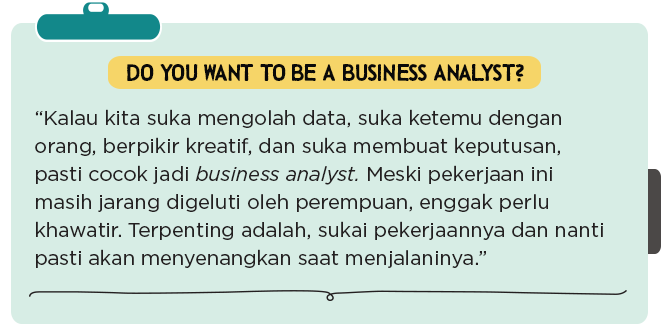 DO YOU WANT TO BE A BUSINESS ANALYST?
“Kalau kita suka mengolah data, suka ketemu dengan
orang, berpikir kreatif, dan suka membuat keputusan,
pasti cocok jadi business analyst. Meski pekerjaan ini
masih jarang digeluti oleh perempuan, enggak perlu
khawatir. Terpenting adalah, sukai pekerjaannya dan nanti
pasti akan menyenangkan saat menjalaninya.”